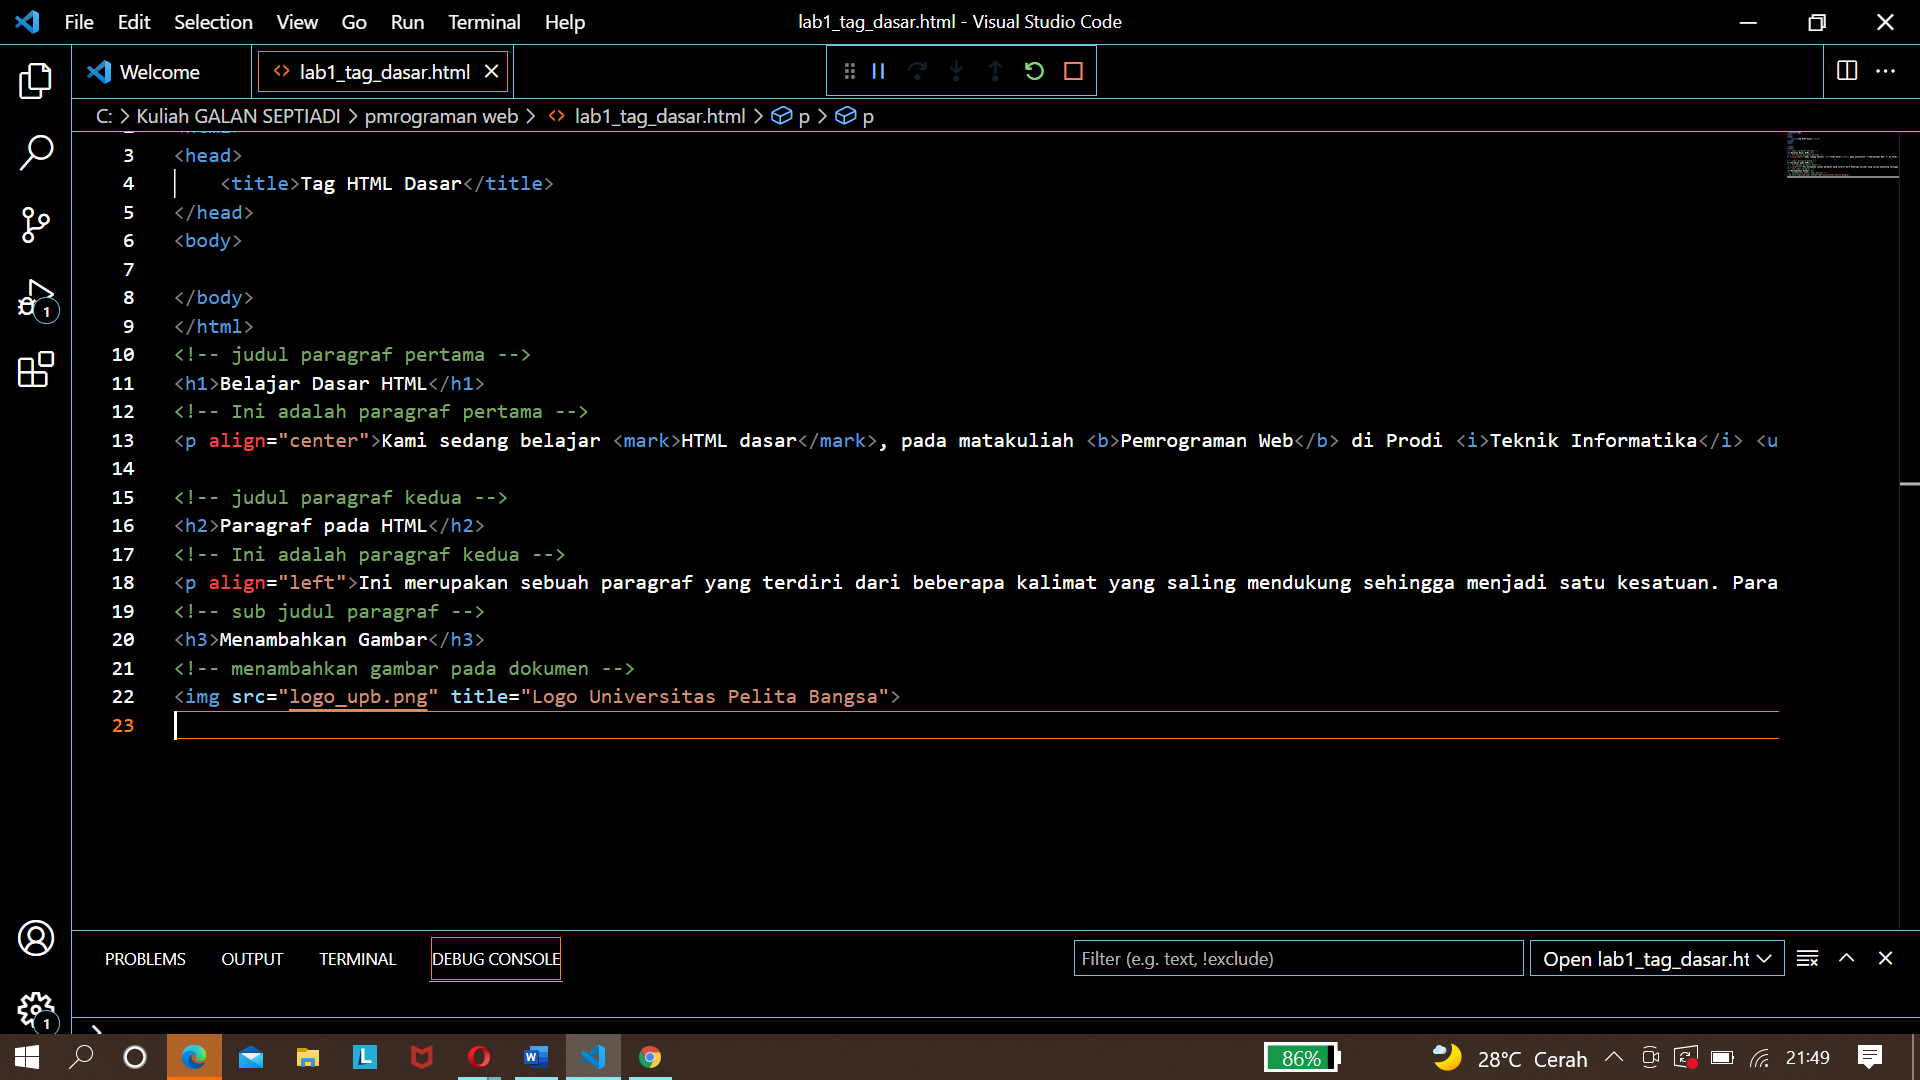 File Edit Selection View Go Run Terminal Help
lab1_tag_dasar.html - Visual Studio Code
Welcome
lab1_tag_dasar.html
C: > Kuliah GALAN SEPTIADI > pmrograman web > lab1_tag_dasar.html > p > p
3 <head>
4 <title>Tag HTML Dasar</title>
5 </head>
6 <body>
7
8 </body>
9 </html>
10 <!-- judul paragraf pertama -->
11 <h1>Belajar Dasar HTML</h1>
12 <!-- Ini adalah paragraf pertama -->
13 <p align="center">Kami sedang belajar <mark>HTML dasar</mark>, pada matakuliah <b>Pemrograman Web</b> di Prodi <i>Teknik Informatika</i> <u
14
15 <!-- judul paragraf kedua -->
16 <h2>Paragraf pada HTML</h2>
17 <!-- Ini adalah paragraf kedua -->
18 <p align="left">Ini merupakan sebuah paragraf yang terdiri dari beberapa kalimat yang saling mendukung sehingga menjadi satu kesatuan. Para
19 <!-- sub judul paragraf -->
20 <h3>Menambahkan Gambar</h3>
21 <!-- menambahkan gambar pada dokumen -->
22 <img src="logo_upb.png" title="Logo Universitas Pelita Bangsa">
23
1
PROBLEMS OUTPUT TERMINAL DEBUG CONSOLE
Filter (e.g. text, !exclude)
Open lab1_tag_dasar.ht
1
86%
28°C Cerah
21:49